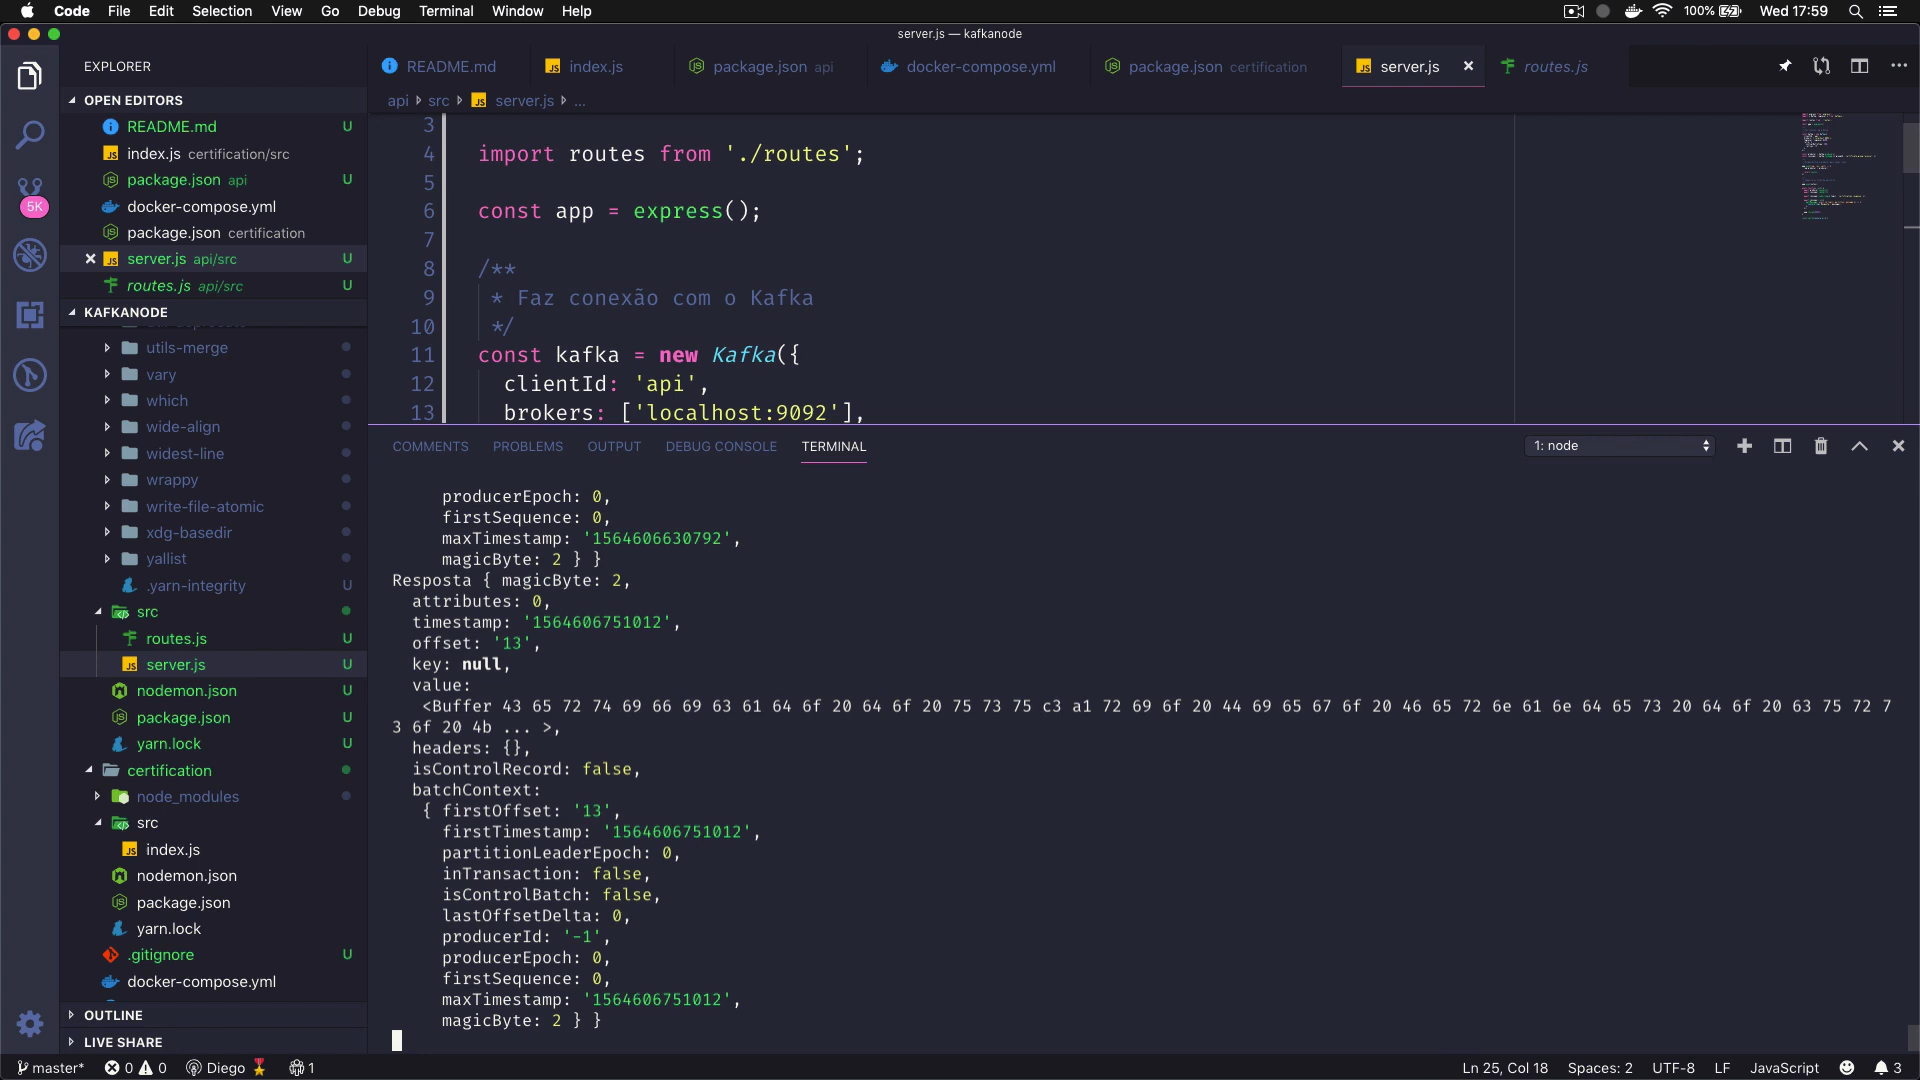 Code File Edit Selection View Go Debug Terminal Window Help 100% Wed 17:59
server.js — kafkanode
EXPLORER
README.md index.js package.json api docker-compose.yml package.json certification server.js routes.js
OPEN EDITORS
README.md U
index.js certification/src
package.json api U
docker-compose.yml
package.json certification
server.js api/src U
routes.js api/src U
KAFKANODE
utils-merge
vary
which
wide-align
widest-line
wrappy
write-file-atomic
xdg-basedir
yallist
.yarn-integrity U
src
routes.js U
server.js U
nodemon.json U
package.json U
yarn.lock U
certification
node_modules
src
index.js
nodemon.json
package.json
yarn.lock
.gitignore U
docker-compose.yml
OUTLINE
LIVE SHARE
5K
api src server.js ...
3
4 import routes from './routes';
5
6 const app = express();
7
8 /**
9 * Faz conexão com o Kafka
10 */
11 const kafka = new Kafka({
12 clientId: 'api',
13 brokers: ['localhost:9092'],
COMMENTS PROBLEMS OUTPUT DEBUG CONSOLE TERMINAL 1: node
producerEpoch: 0,
firstSequence: 0,
maxTimestamp: '1564606630792',
magicByte: 2 } }
Resposta { magicByte: 2,
attributes: 0,
timestamp: '1564606751012',
offset: '13',
key: null,
value:
<Buffer 43 65 72 74 69 66 69 63 61 64 6f 20 64 6f 20 75 73 75 c3 a1 72 69 6f 20 44 69 65 67 6f 20 46 65 72 6e 61 6e 64 65 73 20 64 6f 20 63 75 72 7
3 6f 20 4b ... >,
headers: {},
isControlRecord: false,
batchContext:
{ firstOffset: '13',
firstTimestamp: '1564606751012',
partitionLeaderEpoch: 0,
inTransaction: false,
isControlBatch: false,
lastOffsetDelta: 0,
producerId: '-1',
producerEpoch: 0,
firstSequence: 0,
maxTimestamp: '1564606751012',
magicByte: 2 } }
master* 0 0 Diego 1 Ln 25, Col 18 Spaces: 2 UTF-8 LF JavaScript 3